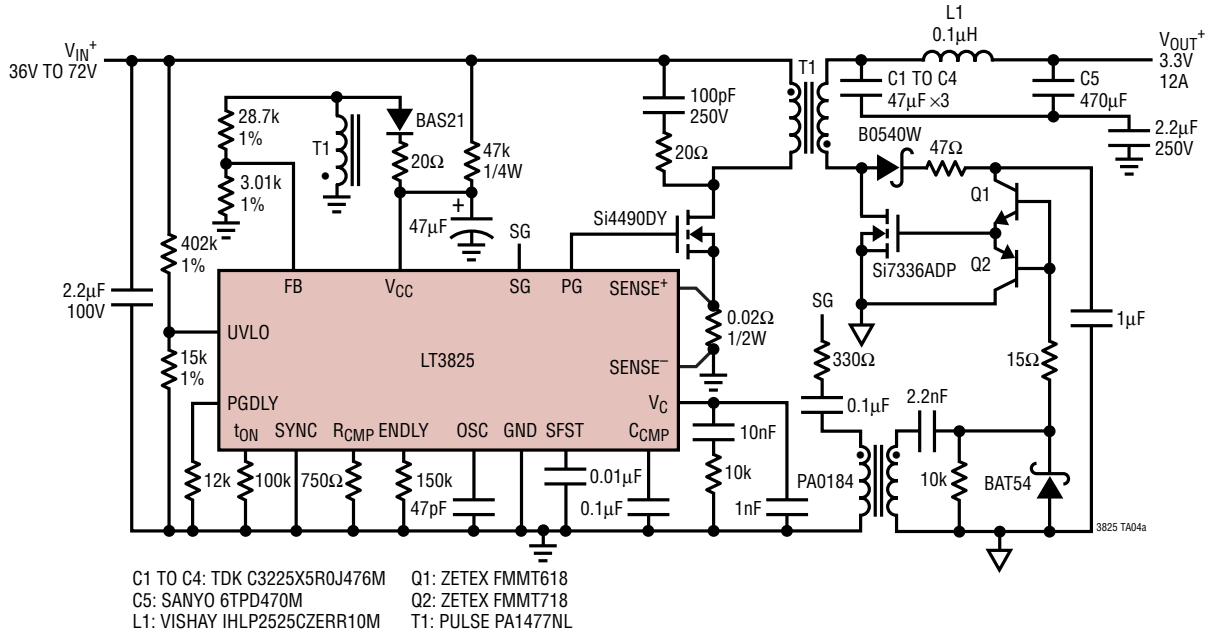 L1
0.1µH
VIN+
36V TO 72V
VOUT+
3.3V
12A
T1
C1 TO C4
47µF ×3
C5
470µF
2.2µF
250V
28.7k
1%
T1
BAS21
20Ω
47k
1/4W
100pF
250V
20Ω
B0540W
47Ω
Q1
3.01k
1%
47µF
+
SG
Si4490DY
Q2
Si7336ADP
402k
1%
2.2µF
100V
FB
VCC
SG
PG
SENSE+
0.02Ω
1/2W
SG
1µF
UVLO
LT3825
15k
1%
SENSE–
330Ω
15Ω
PGDLY
VC
0.1µF
2.2nF
tON
SYNC
RCMP
ENDLY
OSC
GND
SFST
CCMP
10nF
12k
100k
750Ω
150k
47pF
0.01µF
0.1µF
10k
1nF
PA0184
10k
BAT54
3825 TA04a
C1 TO C4: TDK C3225X5R0J476M
C5: SANYO 6TPD470M
L1: VISHAY IHLP2525CZERR10M
Q1: ZETEX FMMT618
Q2: ZETEX FMMT718
T1: PULSE PA1477NL